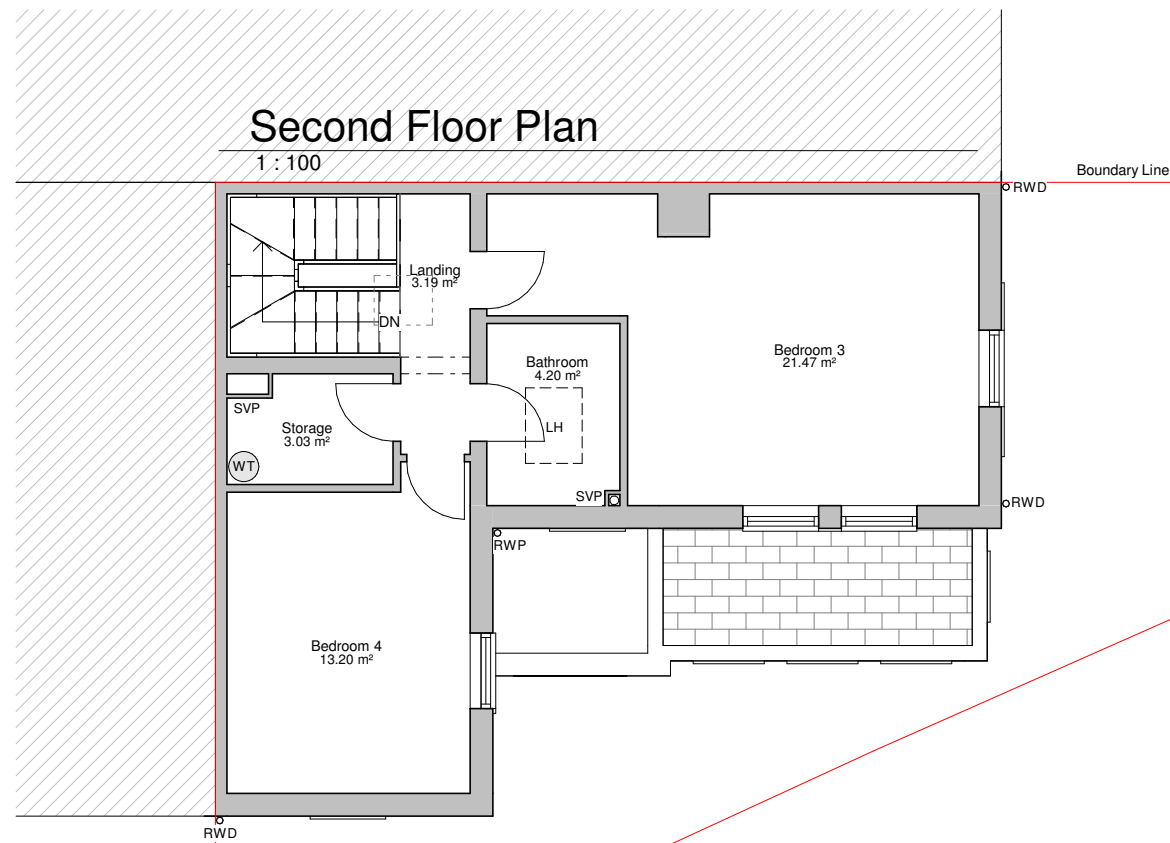 Second Floor Plan
1 : 100
Boundary Line
RWD
Landing
3.19 m²
DN
Bedroom 3
21.47 m²
Bathroom
4.20 m²
SVP
Storage
3.03 m²
LH
WT
SVP
RWD
RWP
Bedroom 4
13.20 m²
RWD